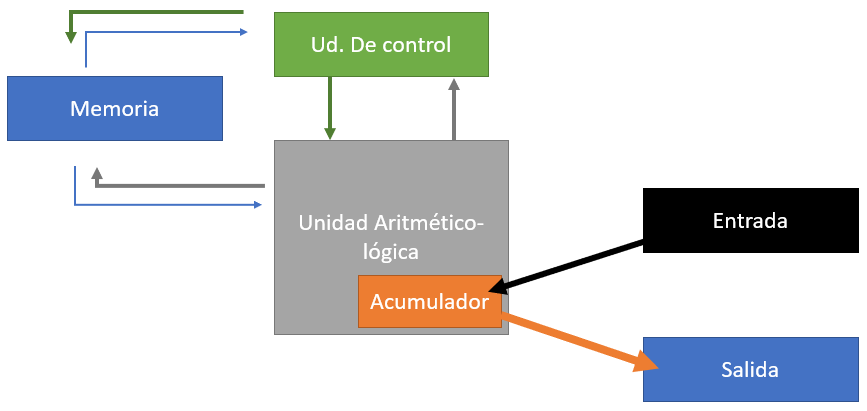 Ud. De control
Memoria
Unidad Aritmético-
lógica
Entrada
Acumulador
Salida